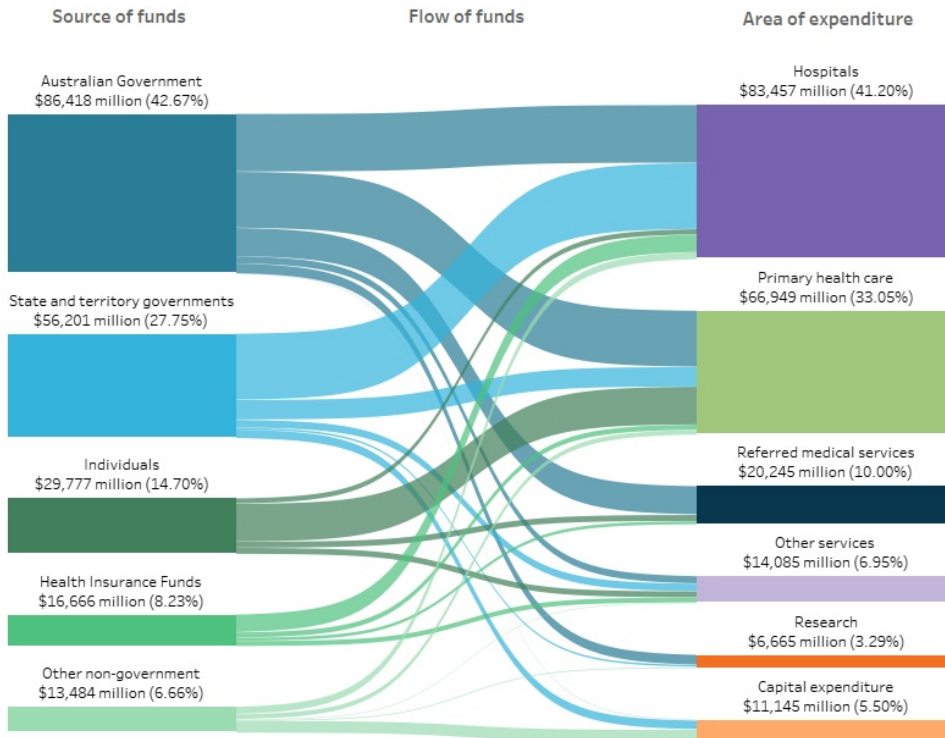 Source of funds
Flow of funds
Area of expenditure
Australian Government
$86,418 million (42.67%)
State and territory governments
$56,201 million (27.75%)
Individuals
$29,777 million (14.70%)
Health Insurance Funds
$16,666 million (8.23%)
Other non-government
$13,484 million (6.66%)
Hospitals
$83,457 million (41.20%)
Primary health care
$66,949 million (33.05%)
Referred medical services
$20,245 million (10.00%)
Other services
$14,085 million (6.95%)
Research
$6,665 million (3.29%)
Capital expenditure
$11,145 million (5.50%)